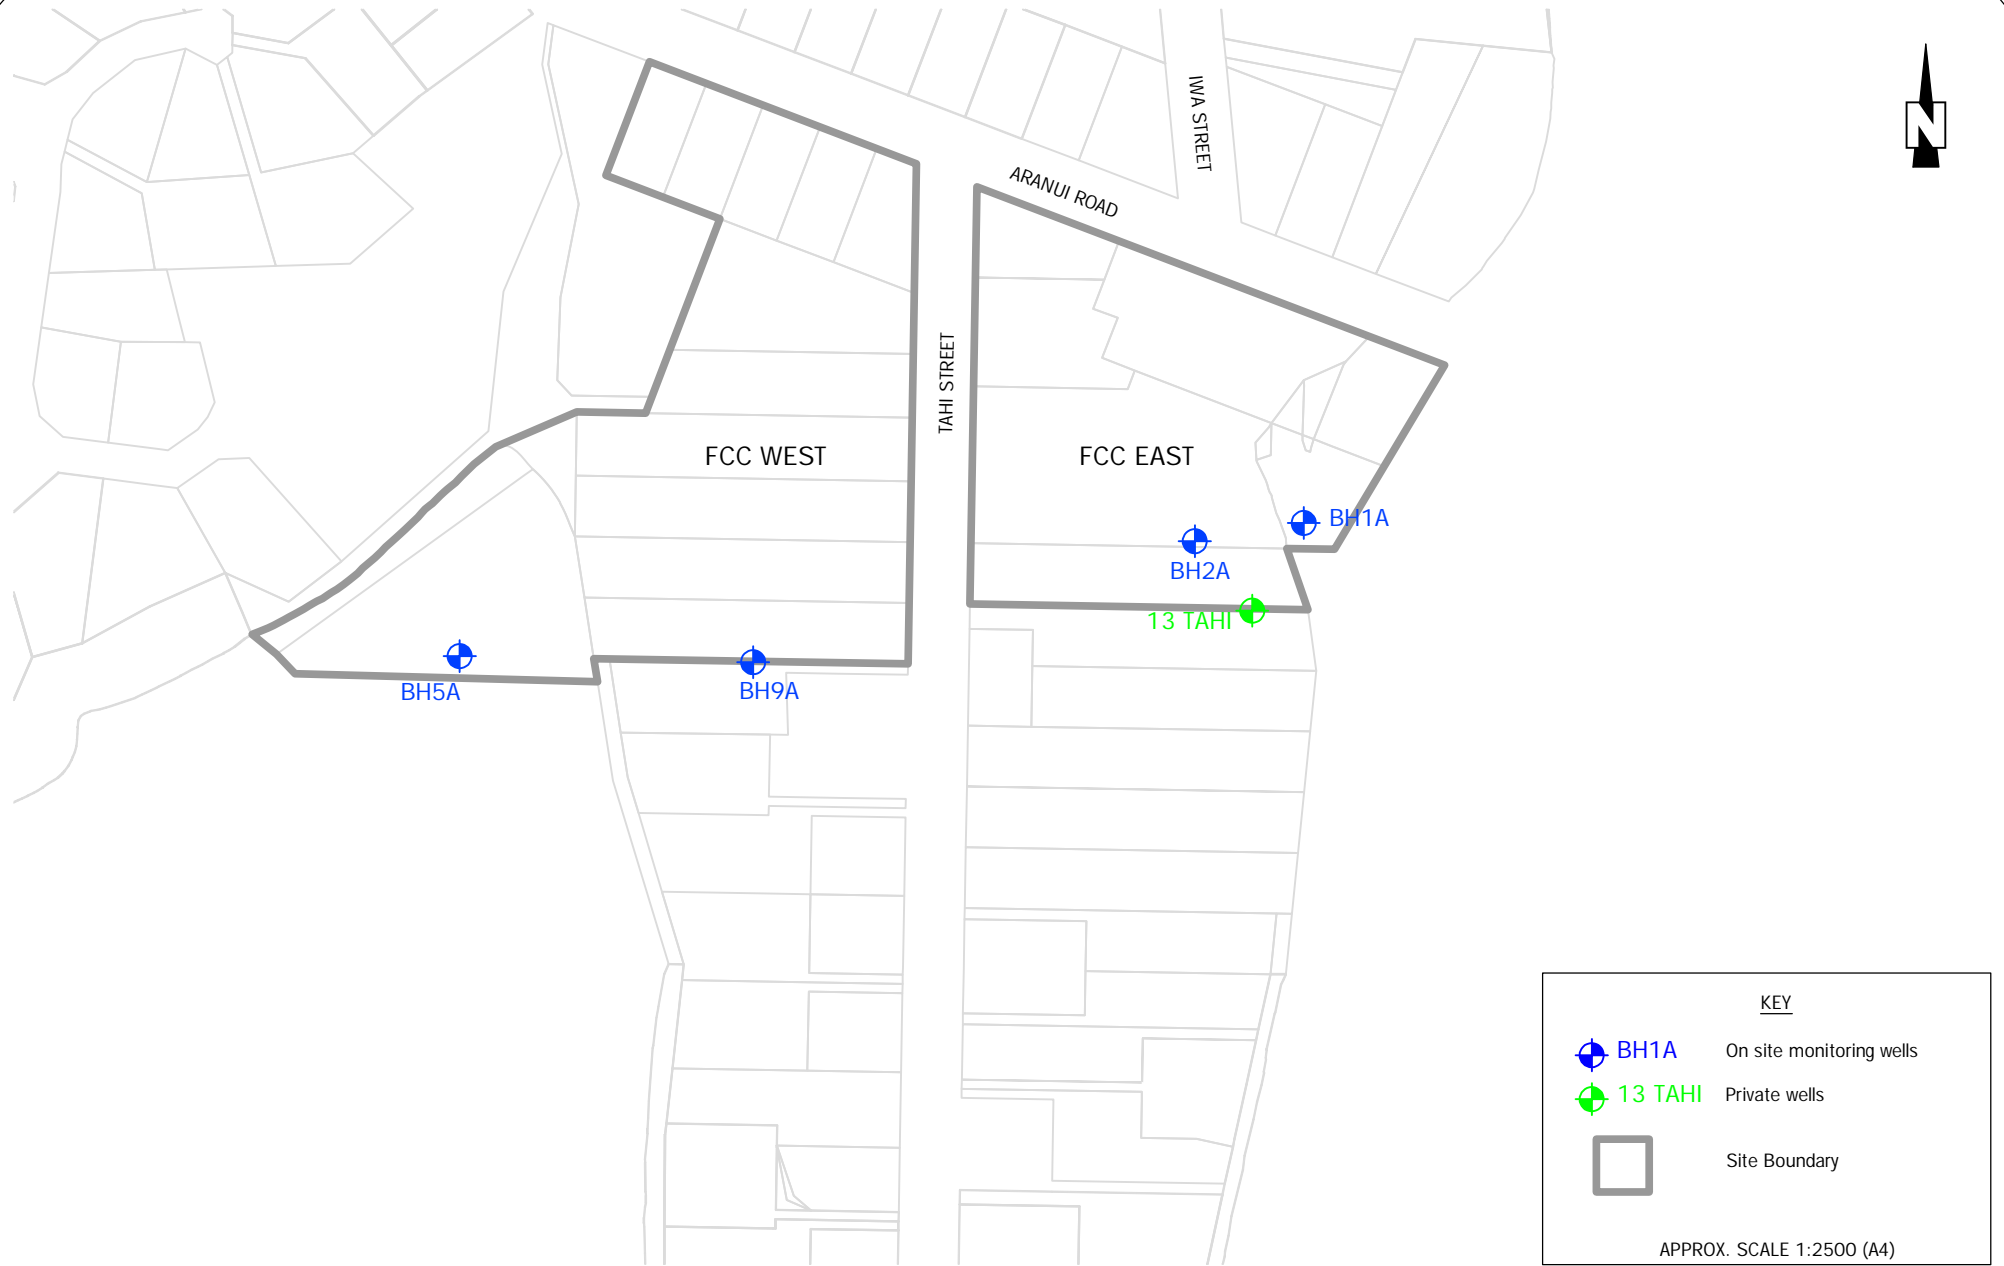 IWA STREET
N
ARANUI ROAD
TAHI STREET
FCC WEST
FCC EAST
BH1A
BH2A
13 TAHI
BH5A
BH9A
KEY
BH1A On site monitoring wells
13 TAHI Private wells
Site Boundary
APPROX. SCALE 1:2500 (A4)